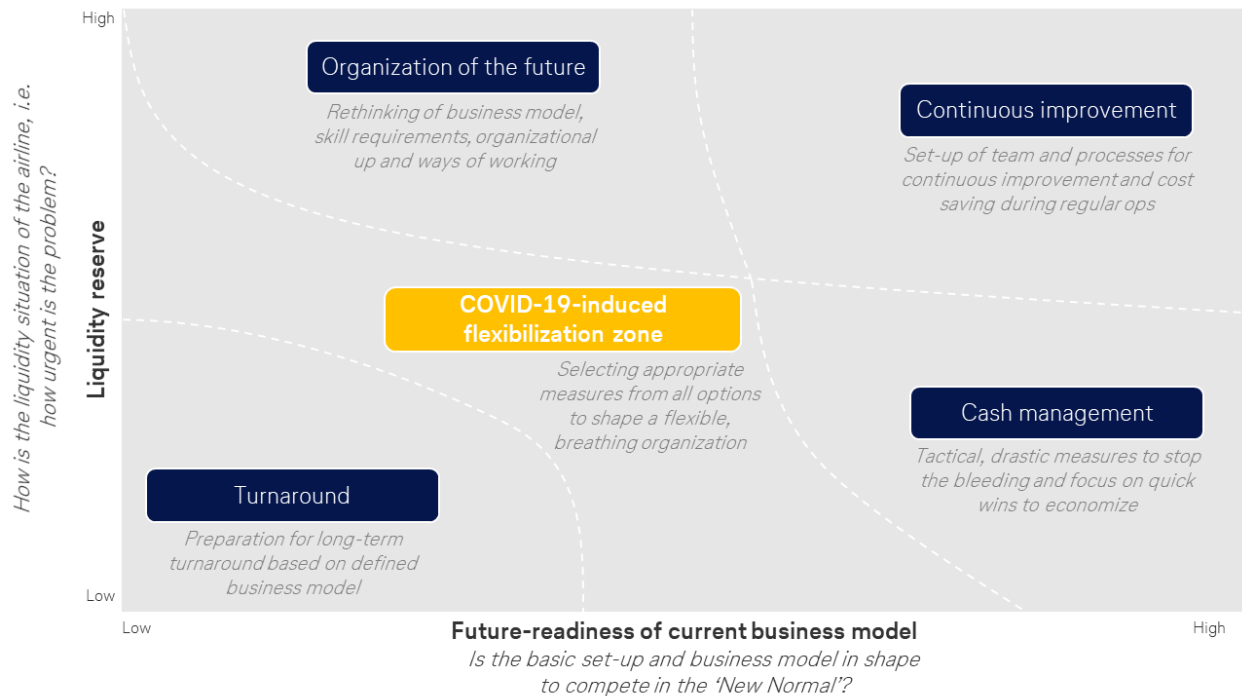 High
Organization of the future
Rethinking of business model,
skill requirements, organizational
up and ways of working
Continuous improvement
Set-up of team and processes for
continuous improvement and cost
saving during regular ops
How is the liquidity situation of the airline, i.e.
how urgent is the problem?
Liquidity reserve
COVID-19-induced
flexibilization zone
Selecting appropriate
measures from all options
to shape a flexible,
breathing organization
Cash management
Tactical, drastic measures to stop
the bleeding and focus on quick
wins to economize
Turnaround
Preparation for long-term
turnaround based on defined
business model
Low
Low
Future-readiness of current business model
High
Is the basic set-up and business model in shape
to compete in the ‘New Normal’?